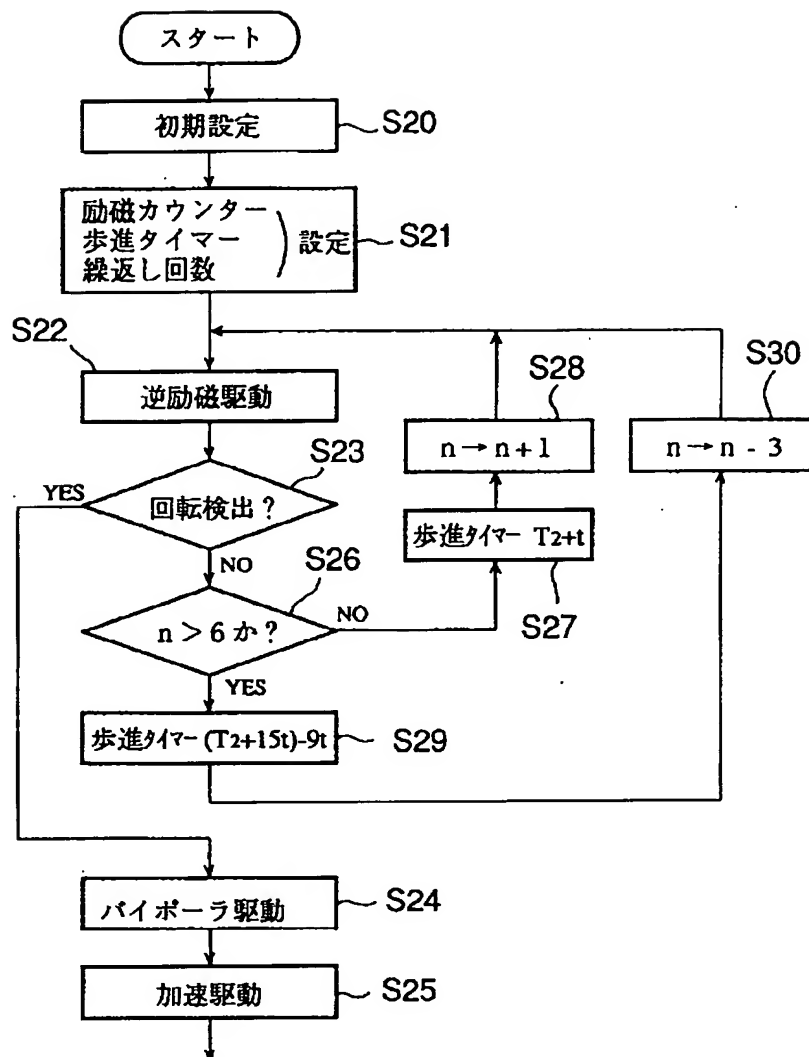 スタート
初期設定
S20
励磁カウンター
歩進タイマー
繰返し回数
設定
S21
S22
逆励磁駆動
S28
n→n+1
S30
n→n-3
S23
YES
回転検出?
NO
歩進タイマー T2+t
S27
S26
n>6か?
NO
YES
歩進タイマー(T2+15t)-9t
S29
バイポーラ駆動
S24
加速駆動
S25